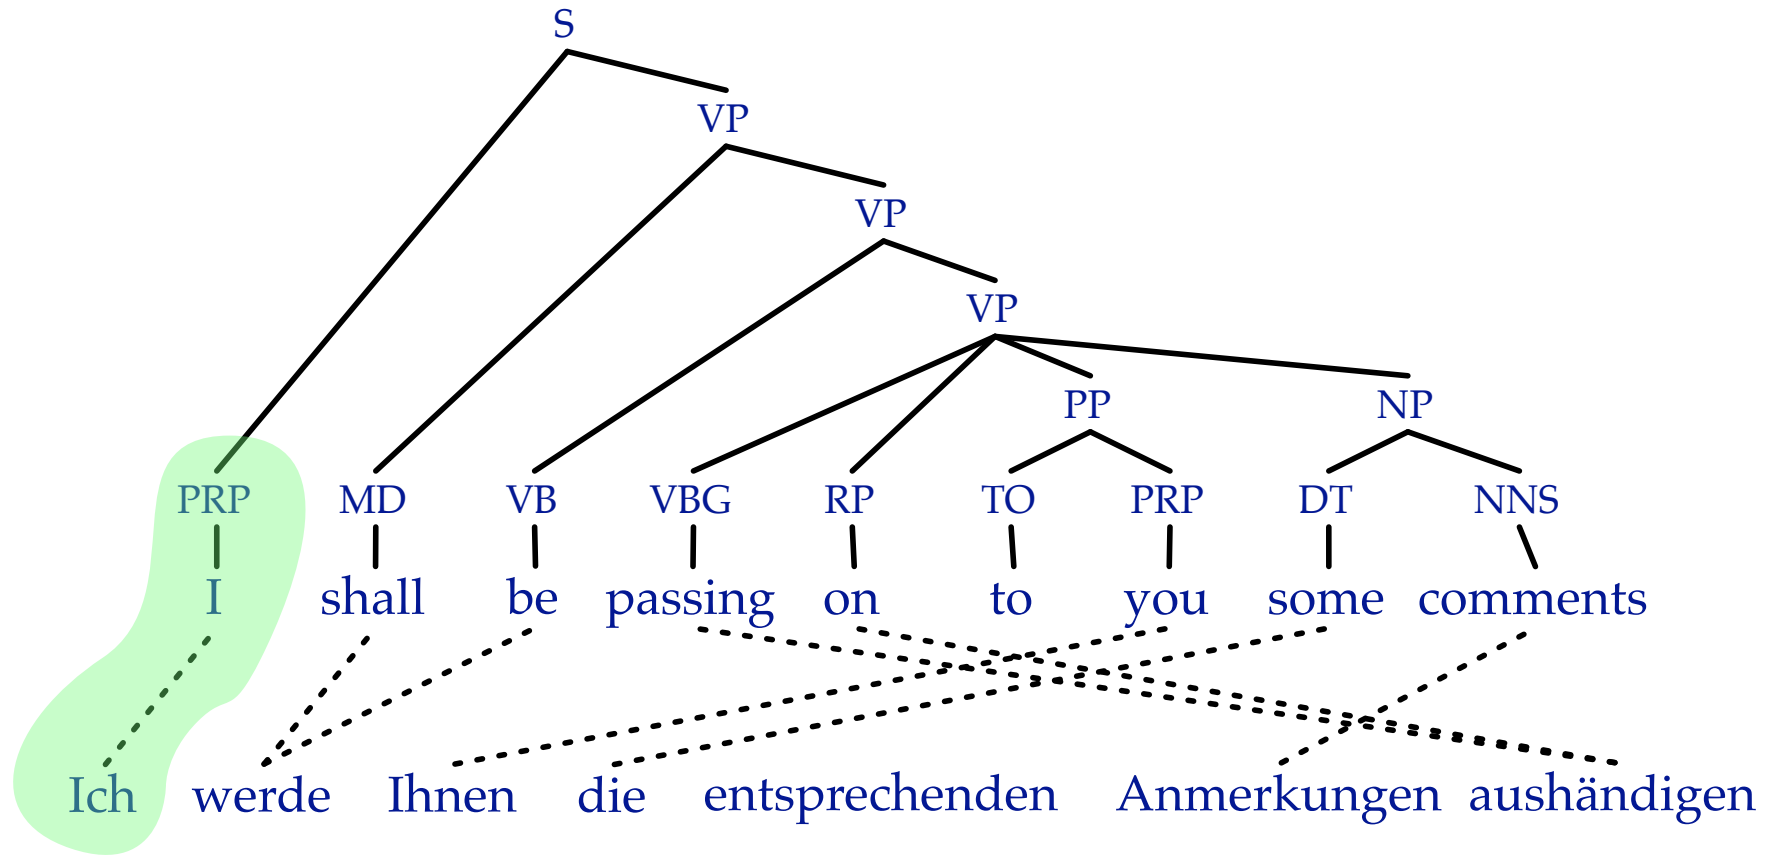 S
VP
VP
VP
PP NP
PRP MD VB VBG RP TO PRP DT NNS
I shall be passing on to you some comments
Ich werde Ihnen die entsprechenden Anmerkungen aushändigen